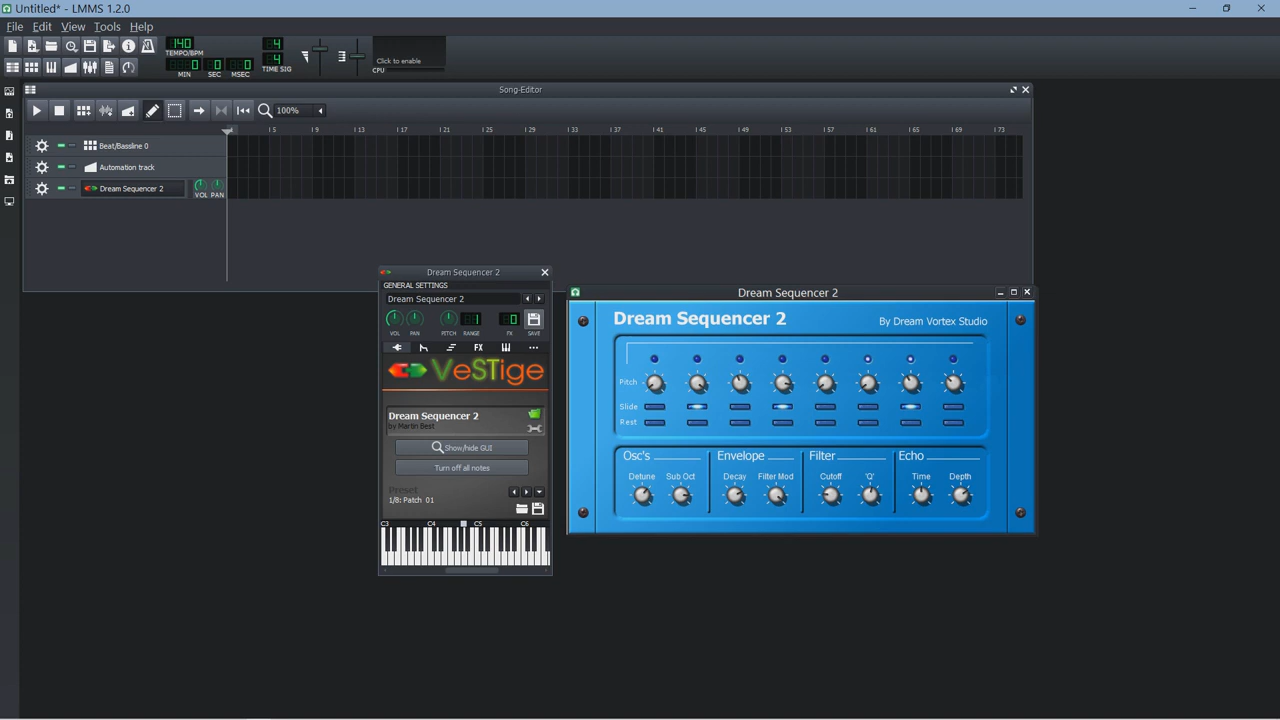 Untitled* - LMMS 1.2.0
File Edit View Tools Help
140
TEMPO/BPM
4
4
TIME SIG
0 0 0
MIN SEC MSEC
Click to enable
CPU
Song-Editor
100%
5 9 13 17 21 25 29 33 37 41 45 49 53 57 61 65 69 73
Beat/Bassline 0
Automation track
Dream Sequencer 2
VOL PAN
Dream Sequencer 2
GENERAL SETTINGS
Dream Sequencer 2
1 0
VOL PAN PITCH RANGE FX SAVE
FX
VeSTige
Dream Sequencer 2
by Martin Best
Show/hide GUI
Turn off all notes
Preset
1/8: Patch 01
C3 C4 C5 C6
Dream Sequencer 2
Dream Sequencer 2 By Dream Vortex Studio
Pitch
Slide
Rest
Osc's Envelope Filter Echo
Detune Sub Oct Decay Filter Mod Cutoff 'Q' Time Depth